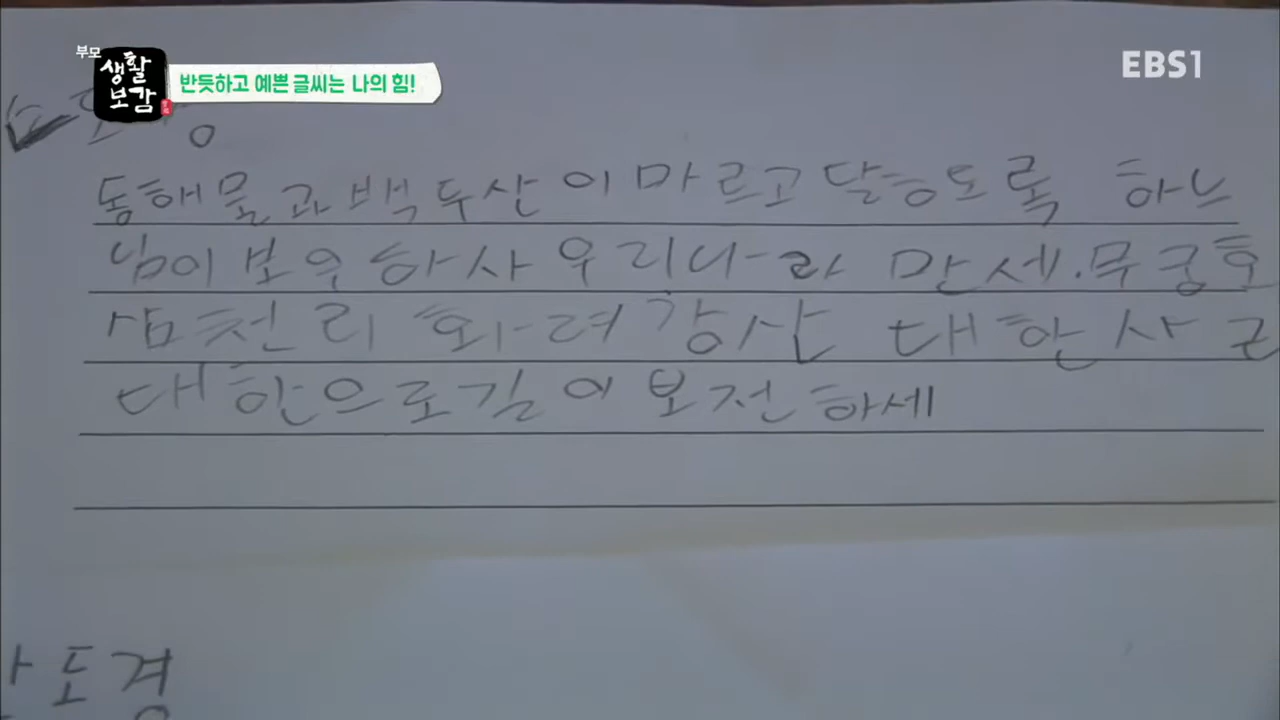 부모
생활
보감
반듯하고 예쁜 글씨는 나의 힘!
EBS1
동해물과 백두산이 마르고 닳도록 하느
님이 보우하사 우리나라 만세. 무궁화
삼천리 화려강산 대한사
대한으로 길이 보전하세
도경